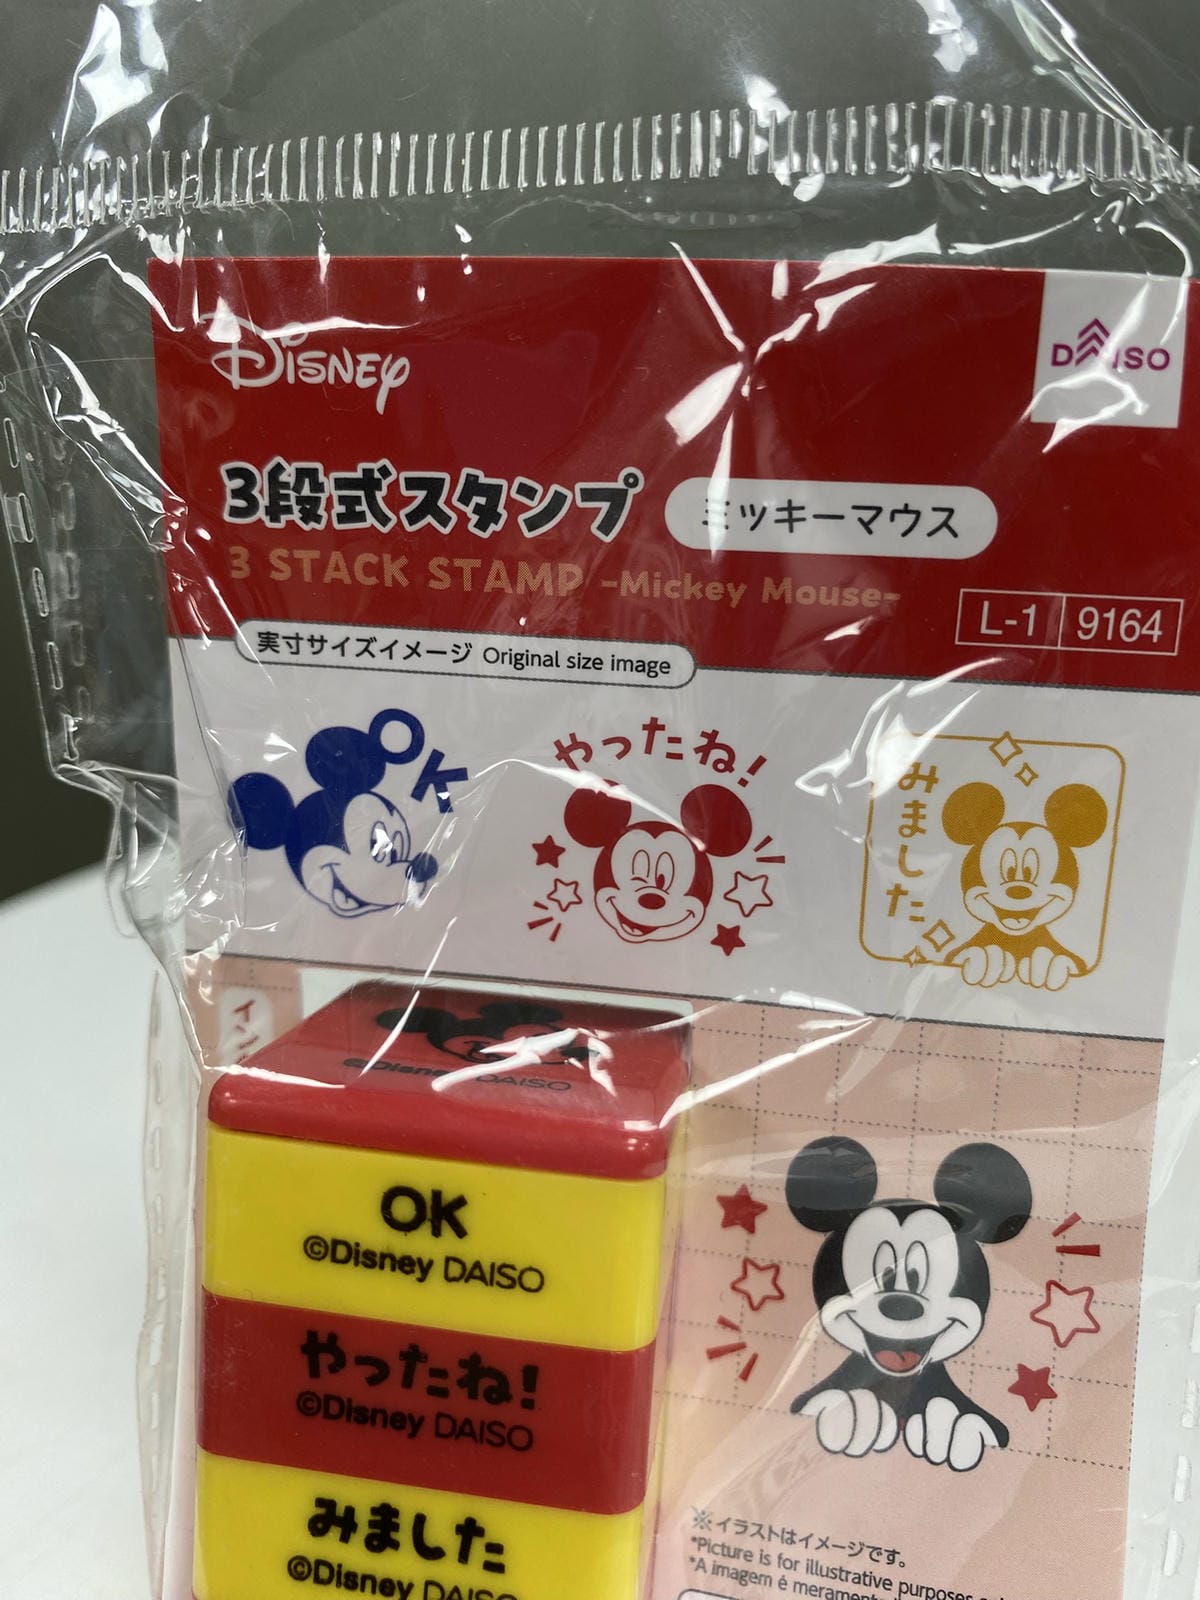 Disney
DAISO
3段式スタンプ ミッキーマウス
3 STACK STAMP -Mickey Mouse-
L-1 9164
実寸サイズイメージ Original size image
OK
やったね!
みました
©Disney DAISO
OK
©Disney DAISO
やったね!
©Disney DAISO
みました
©Disney DAISO
※イラストはイメージです。
*Picture is for illustrative purposes
*A imagem é